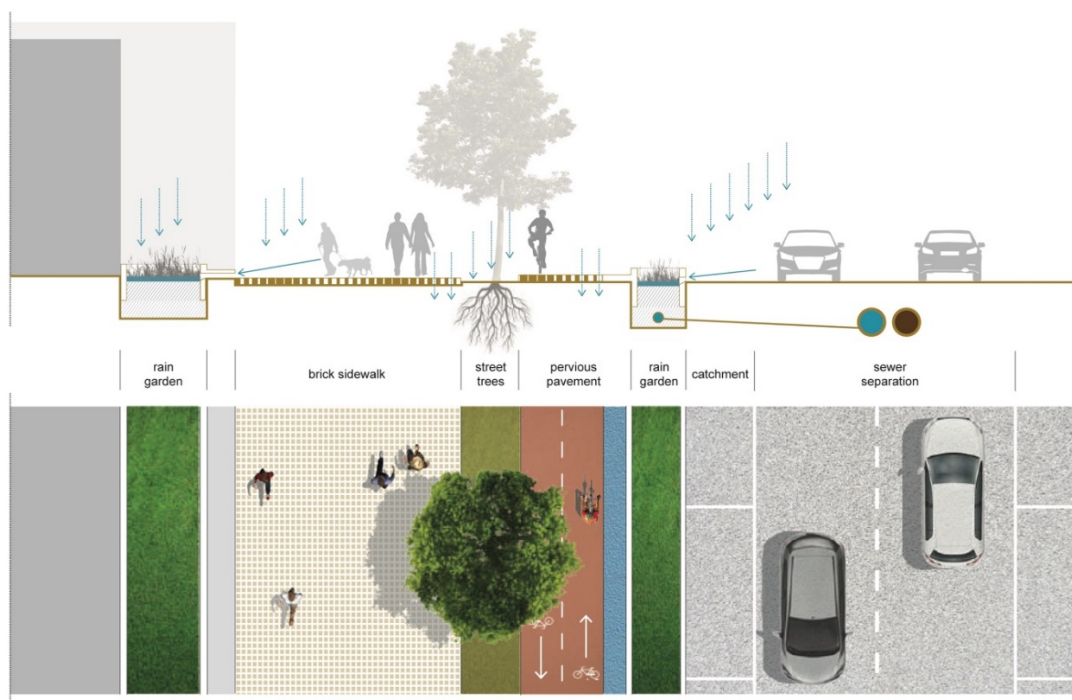 rain
garden
brick sidewalk
street
trees
pervious
pavement
rain
garden
catchment
sewer
separation